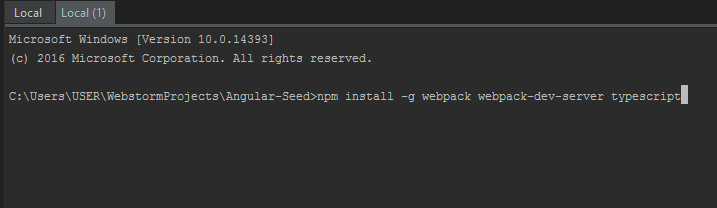 Local Local (1)
Microsoft Windows [Version 10.0.14393]
(c) 2016 Microsoft Corporation. All rights reserved.
C:\Users\USER\WebstormProjects\Angular-Seed>npm install -g webpack webpack-dev-server typescript